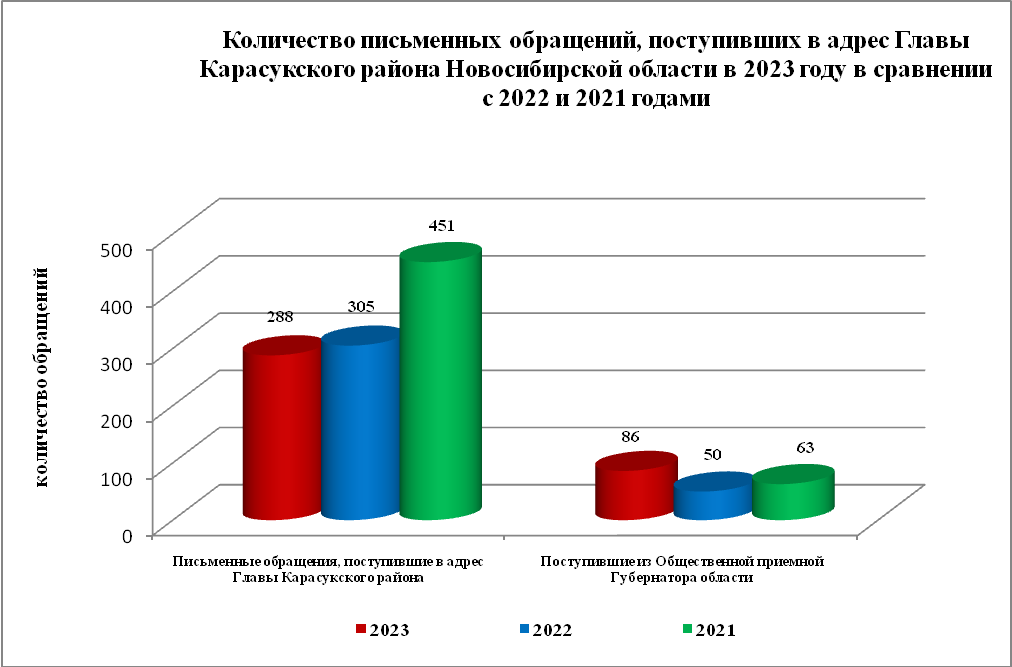 Количество письменных обращений, поступивших в адрес Главы
Карасукского района Новосибирской области в 2023 году в сравнении
с 2022 и 2021 годами
количество обращений
500
400
300
200
100
0
288
305
451
86
50
63
Письменные обращения, поступившие в адрес
Главы Карасукского района
Поступившие из Общественной приемной
Губернатора области
2023
2022
2021